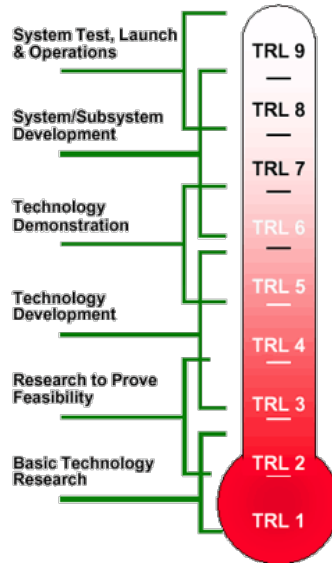 System Test, Launch
& Operations
System/Subsystem
Development
Technology
Demonstration
Technology
Development
Research to Prove
Feasibility
Basic Technology
Research
TRL 9
TRL 8
TRL 7
TRL 6
TRL 5
TRL 4
TRL 3
TRL 2
TRL 1